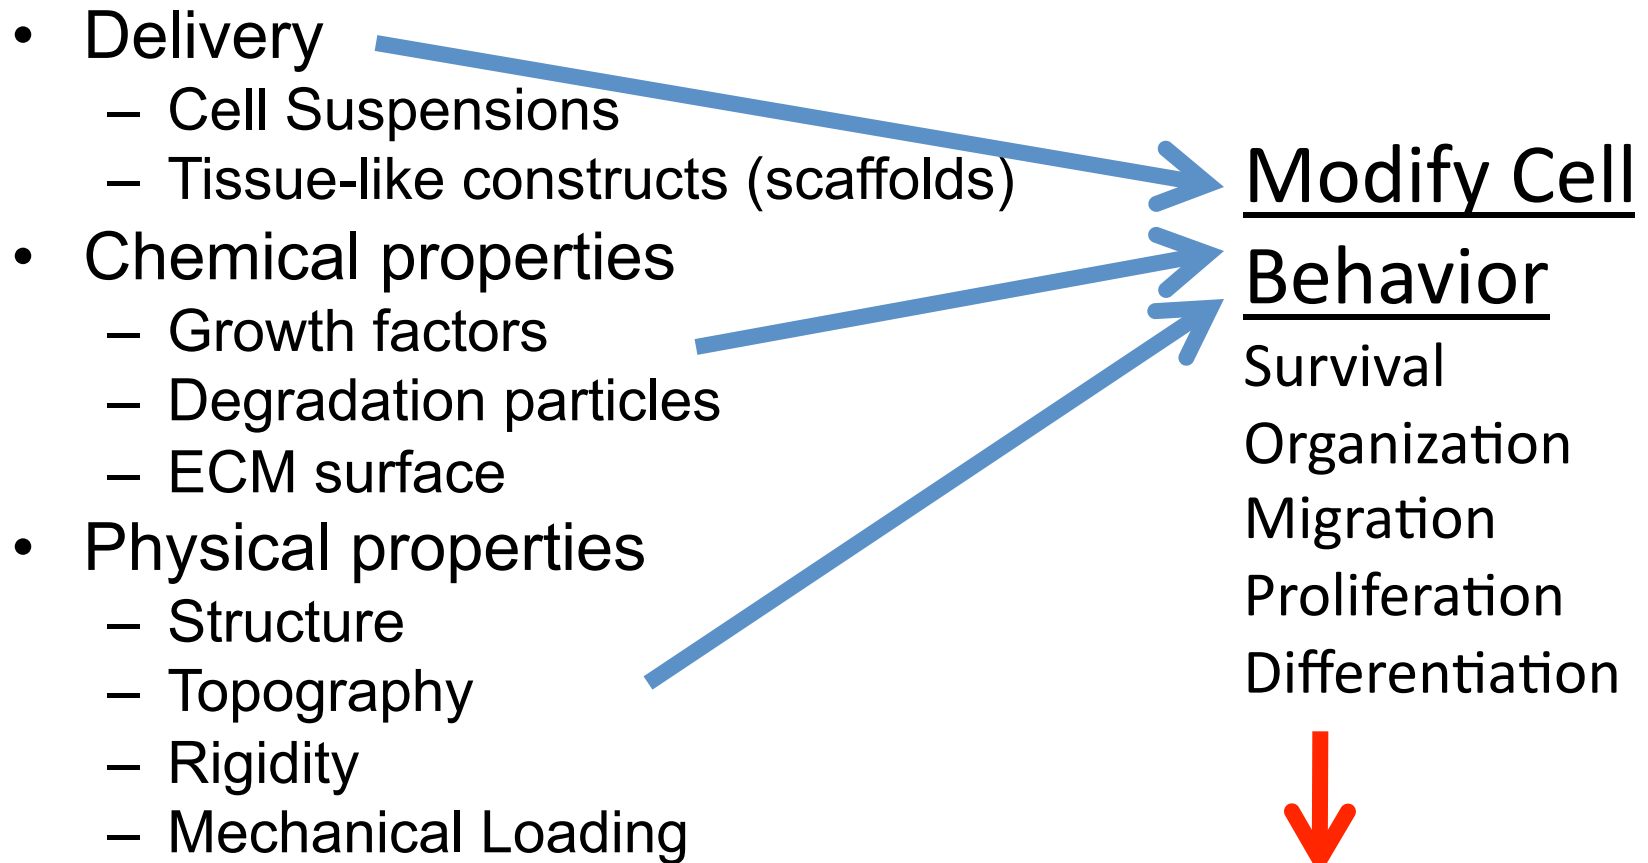 • Delivery
– Cell Suspensions
– Tissue-like constructs (scaffolds)
• Chemical properties
– Growth factors
– Degradation particles
– ECM surface
• Physical properties
– Structure
– Topography
– Rigidity
– Mechanical Loading
Modify Cell
Behavior
Survival
Organization
Migration
Proliferation
Differentiation